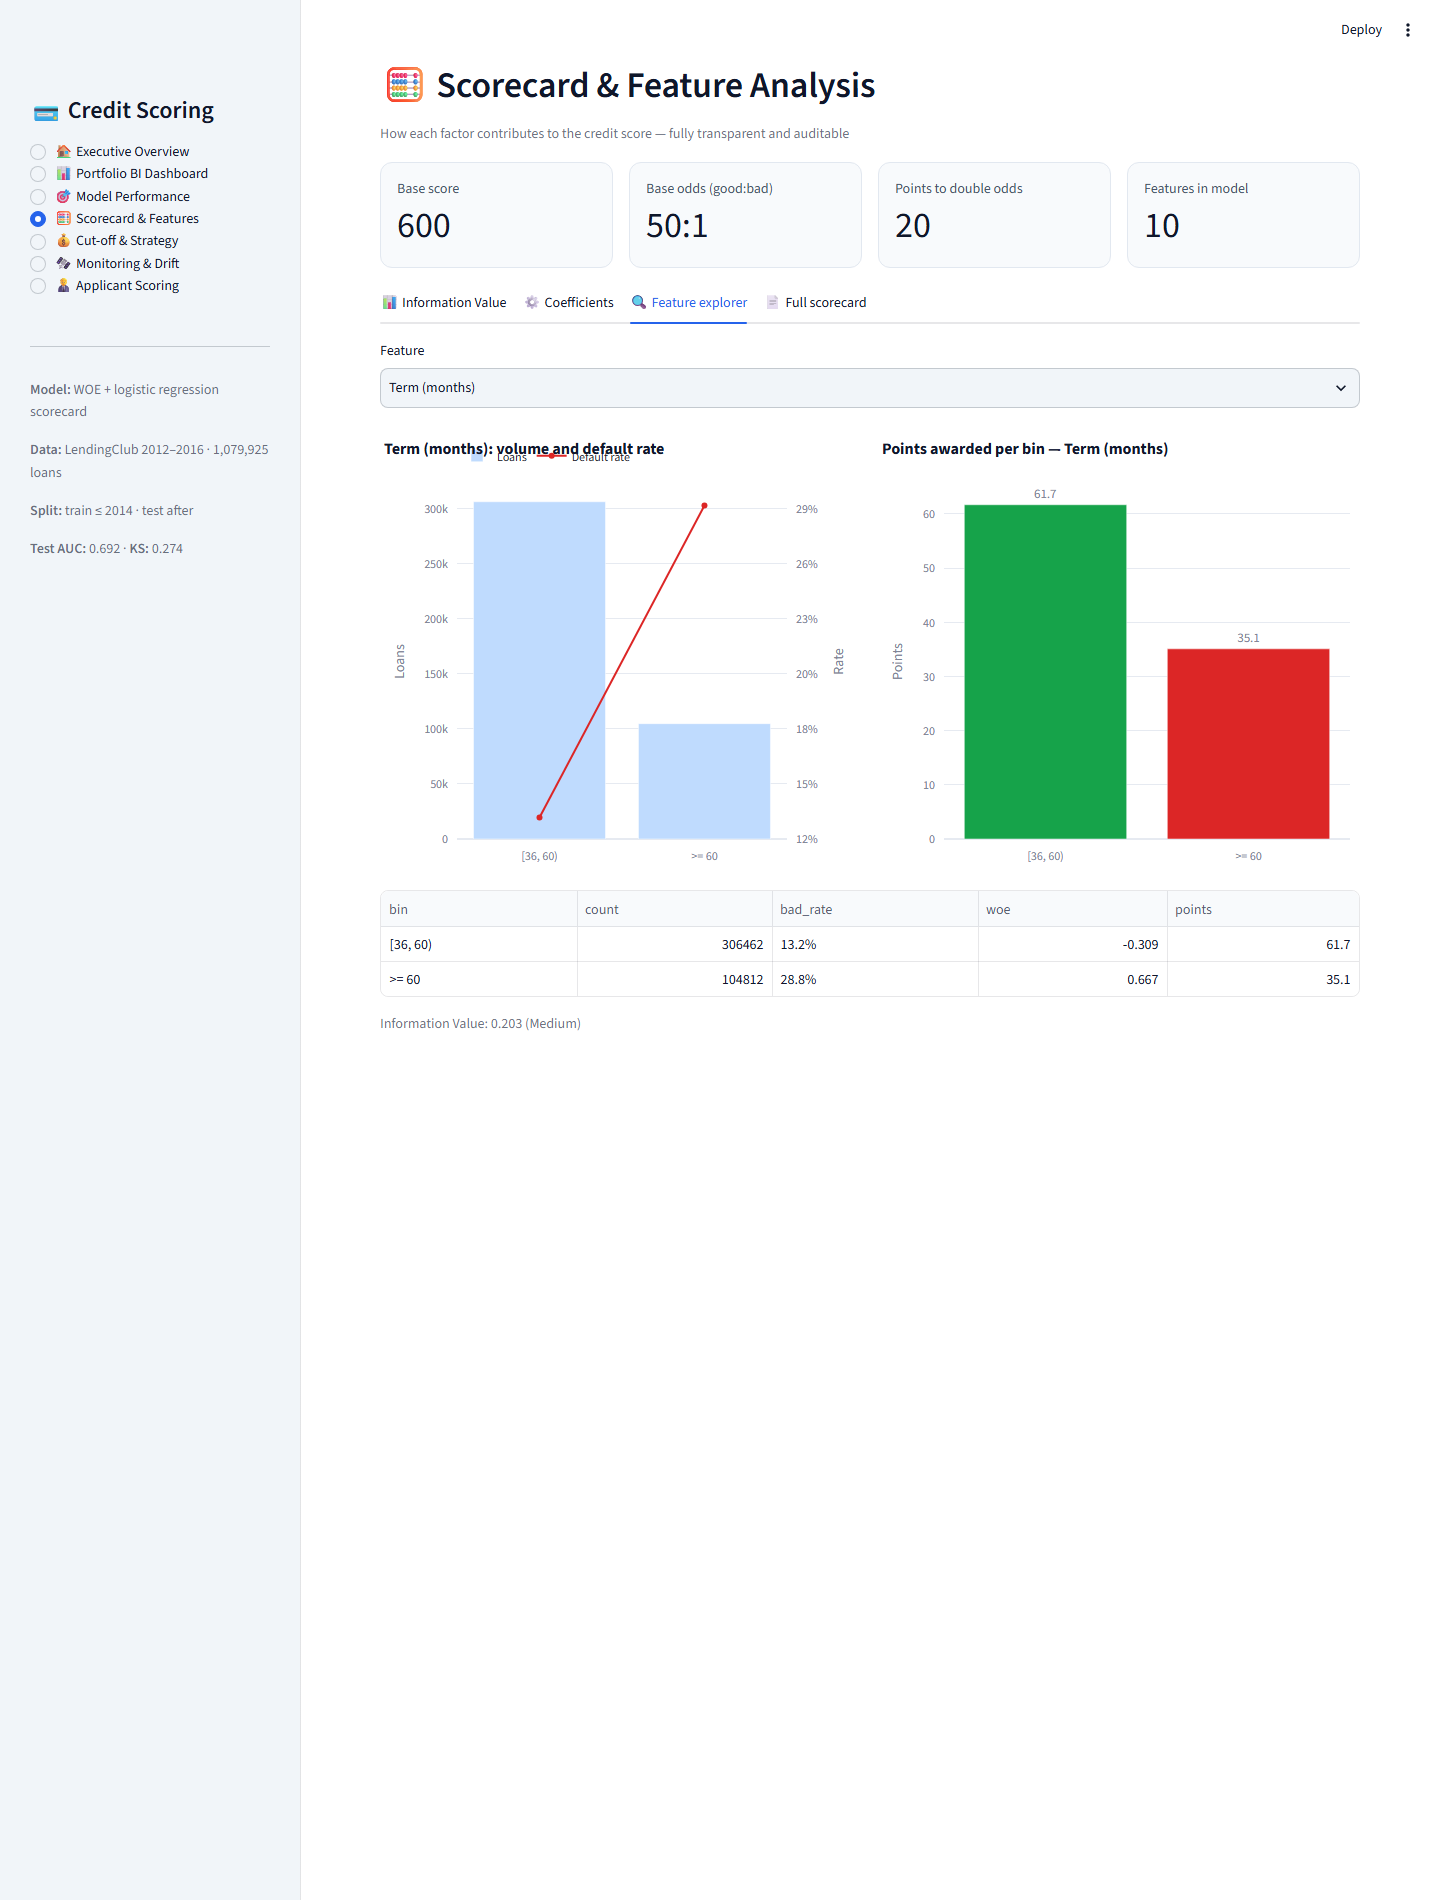 Deploy
Credit Scoring
Executive Overview
Portfolio BI Dashboard
Model Performance
Scorecard & Features
Cut-off & Strategy
Monitoring & Drift
Applicant Scoring
Model: WOE + logistic regression
scorecard
Data: LendingClub 2012–2016 · 1,079,925
loans
Split: train ≤ 2014 · test after
Test AUC: 0.692 · KS: 0.274
Scorecard & Feature Analysis
How each factor contributes to the credit score — fully transparent and auditable
Base score
600
Base odds (good:bad)
50:1
Points to double odds
20
Features in model
10
Information Value
Coefficients
Feature explorer
Full scorecard
Feature
Term (months)
Term (months): volume and default rate
Loans
Default rate
300k
250k
200k
150k
100k
50k
0
Loans
29%
26%
23%
20%
18%
15%
12%
Rate
[36, 60)
>= 60
Points awarded per bin — Term (months)
61.7
35.1
60
50
40
30
20
10
0
Points
[36, 60)
>= 60
bin count bad_rate woe points
[36, 60) 306462 13.2% -0.309 61.7
>= 60 104812 28.8% 0.667 35.1
Information Value: 0.203 (Medium)